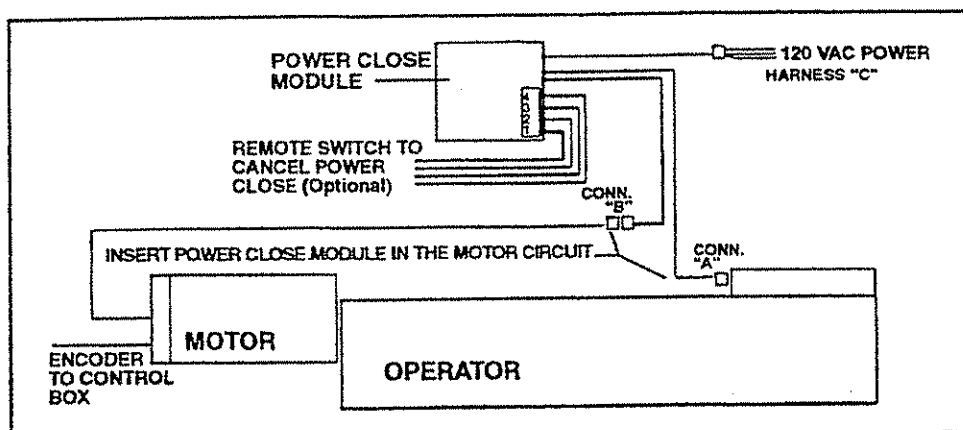 POWER CLOSE
MODULE
120 VAC POWER
HARNESS "C"
REMOTE SWITCH TO
CANCEL POWER
CLOSE (Optional)
CONN.
"B"
INSERT POWER CLOSE MODULE IN THE MOTOR CIRCUIT
CONN.
"A"
MOTOR
OPERATOR
ENCODER
TO CONTROL
BOX